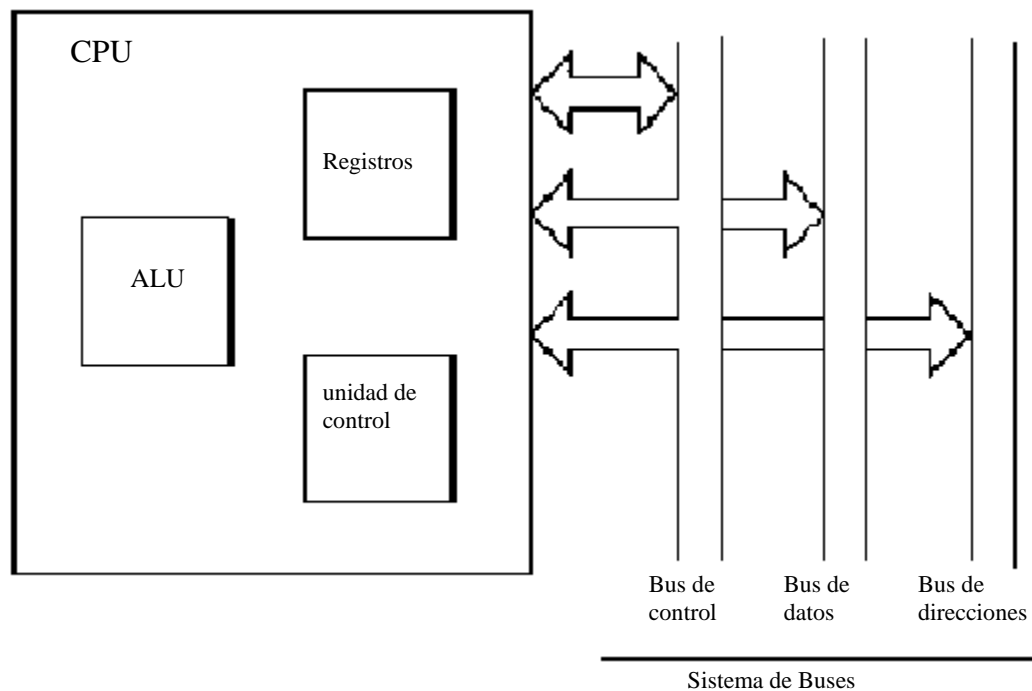 CPU
Registros
ALU
unidad de
control
Bus de
control
Bus de
datos
Bus de
direcciones
Sistema de Buses